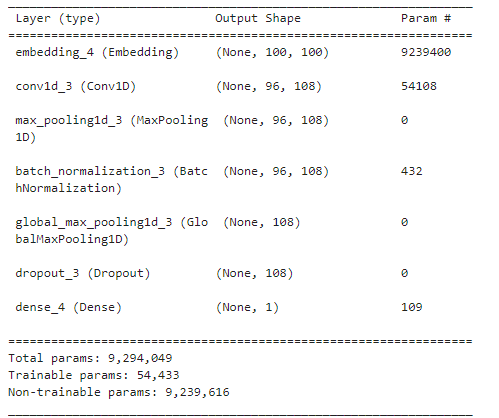 Layer (type) Output Shape Param #
embedding_4 (Embedding) (None, 100, 100) 9239400
conv1d_3 (Conv1D) (None, 96, 108) 54108
max_pooling1d_3 (MaxPooling (None, 96, 108) 0
1D)
batch_normalization_3 (Batc (None, 96, 108) 432
hNormalization)
global_max_pooling1d_3 (Glo (None, 108) 0
balMaxPooling1D)
dropout_3 (Dropout) (None, 108) 0
dense_4 (Dense) (None, 1) 109
Total params: 9,294,049
Trainable params: 54,433
Non-trainable params: 9,239,616